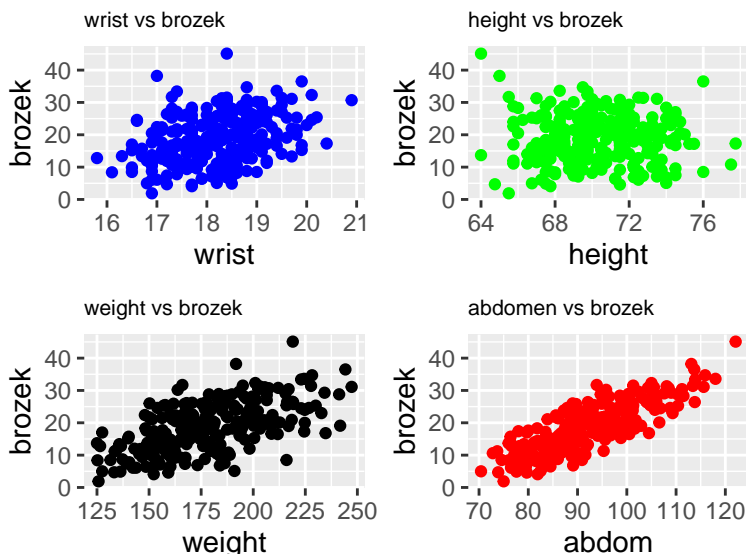 wrist vs brozek
height vs brozek
brozek
40
30
20
10
0
16 17 18 19 20 21
wrist
brozek
40
30
20
10
0
64 68 72 76
height
weight vs brozek
abdomen vs brozek
brozek
40
30
20
10
0
125 150 175 200 225 250
weight
brozek
40
30
20
10
0
70 80 90 100 110 120
abdom